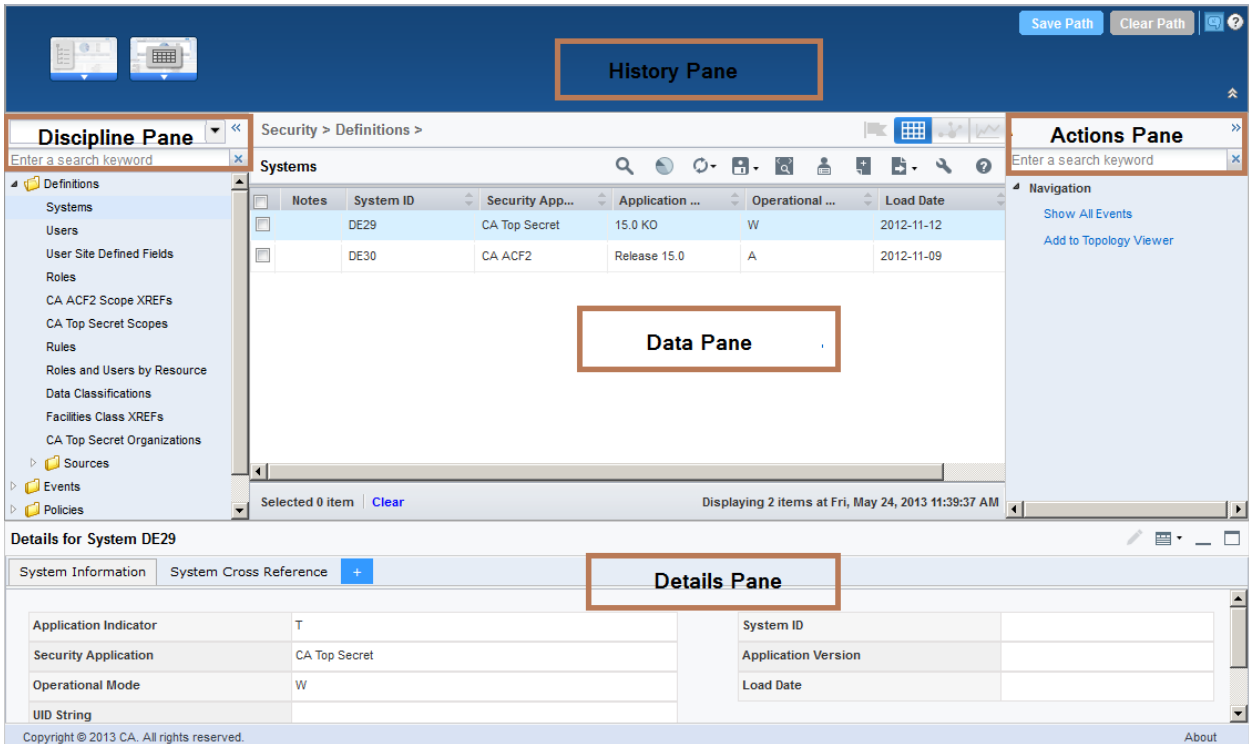 Save Path Clear Path
History Pane
Discipline Pane
Enter a search keyword
Definitions
Systems
Users
User Site Defined Fields
Roles
CA ACF2 Scope XREFs
CA Top Secret Scopes
Rules
Roles and Users by Resource
Data Classifications
Facilities Class XREFs
CA Top Secret Organizations
Sources
Events
Policies
Security > Definitions >
Systems
Notes System ID Security App... Application ... Operational ... Load Date
DE29 CA Top Secret 15.0 KO W 2012-11-12
DE30 CA ACF2 Release 15.0 A 2012-11-09
Data Pane
Selected 0 item Clear Displaying 2 items at Fri, May 24, 2013 11:39:37 AM
Actions Pane
Enter a search keyword
Navigation
Show All Events
Add to Topology Viewer
Details for System DE29
System Information System Cross Reference +
Details Pane
Application Indicator T System ID
Security Application CA Top Secret Application Version
Operational Mode W Load Date
UID String
Copyright © 2013 CA. All rights reserved. About